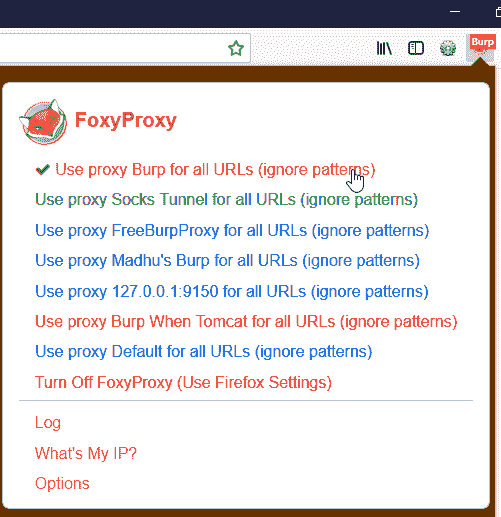 Burp
FoxyProxy
Use proxy Burp for all URLs (ignore patterns)
Use proxy Socks Tunnel for all URLs (ignore patterns)
Use proxy FreeBurpProxy for all URLs (ignore patterns)
Use proxy Madhu's Burp for all URLs (ignore patterns)
Use proxy 127.0.0.1:9150 for all URLs (ignore patterns)
Use proxy Burp When Tomcat for all URLs (ignore patterns)
Use proxy Default for all URLs (ignore patterns)
Turn Off FoxyProxy (Use Firefox Settings)
Log
What's My IP?
Options